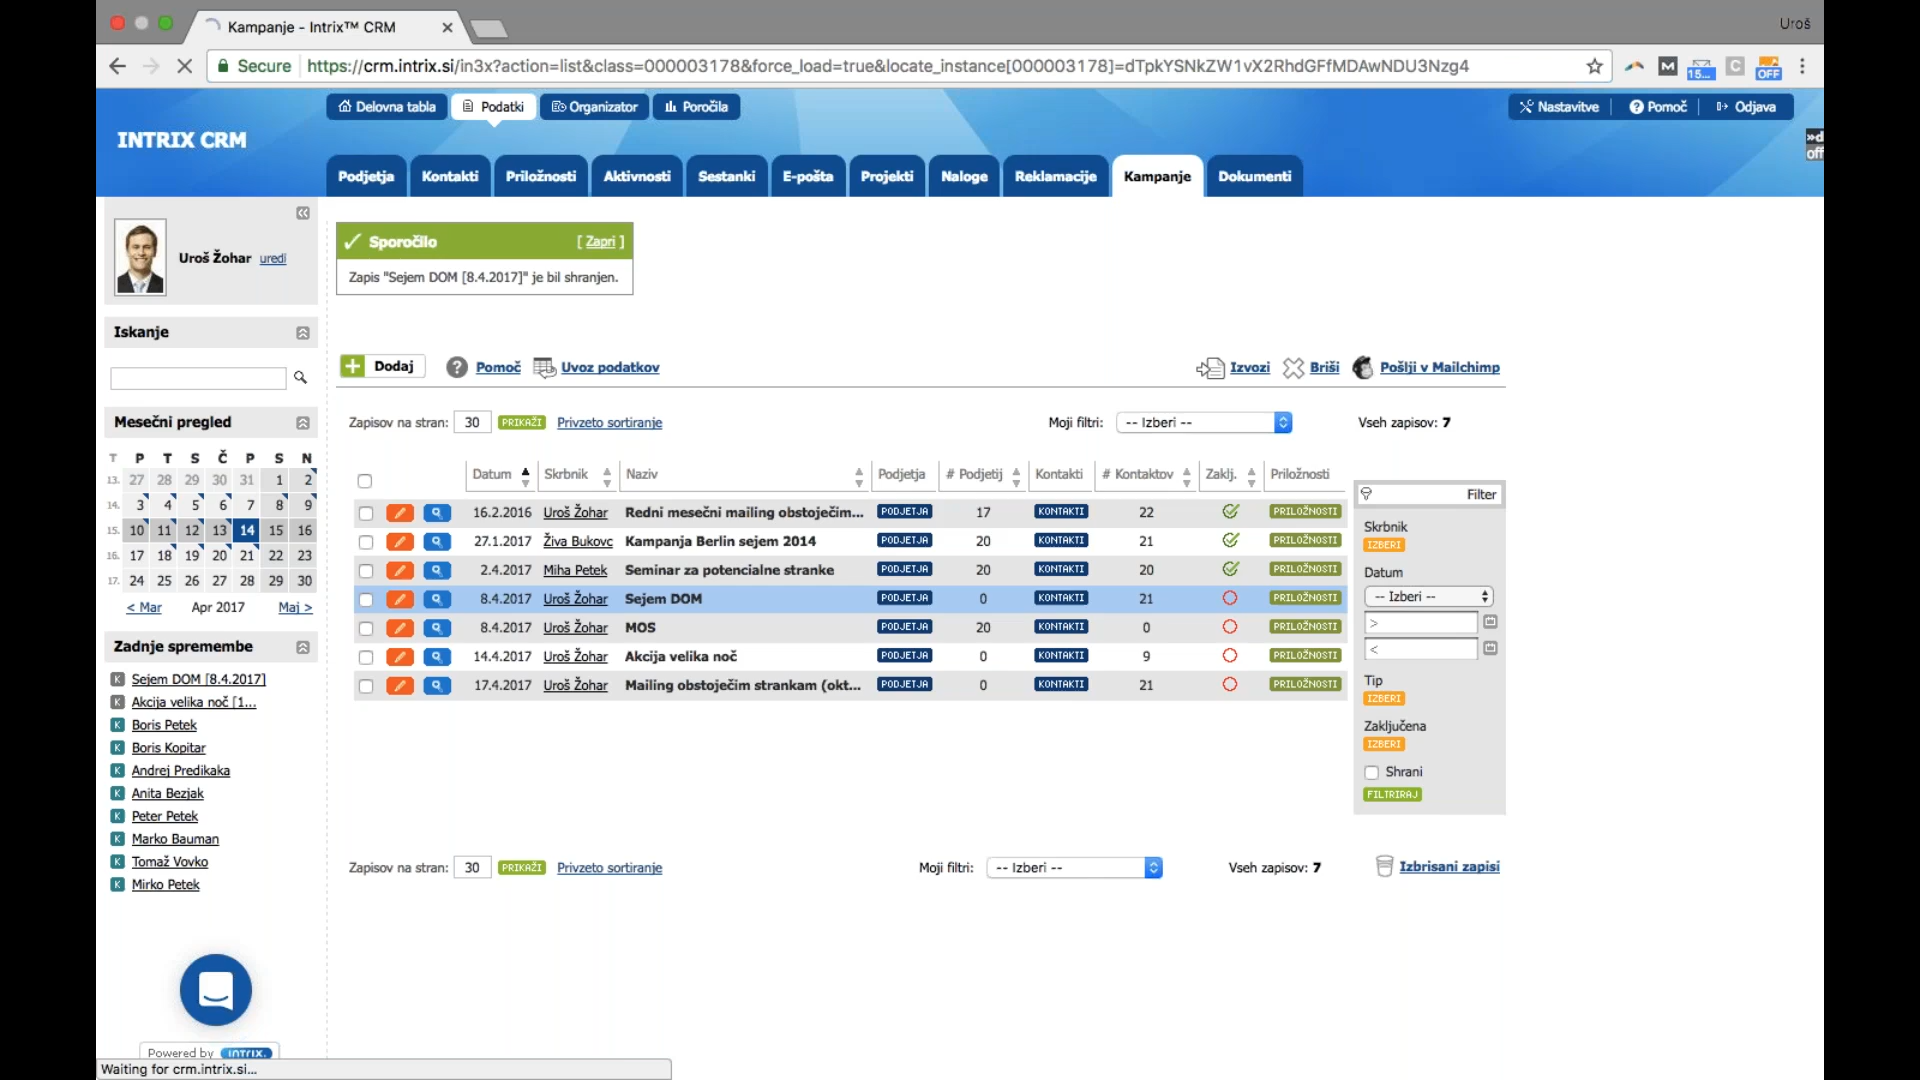 Uroš
Kampanje - Intrix™ CRM
Secure https://crm.intrix.si/in3x?action=list&class=000003178&force_load=true&locate_instance[000003178]=dTpkYSNkZW1vX2RhdGFfMDAwNDU3Nzg4
M 15... C OFF
Delovna tabla Podatki Organizator Poročila
Nastavitve Pomoč Odjava
INTRIX CRM
»d
off
Podjetja Kontakti Priložnosti Aktivnosti Sestanki E-pošta Projekti Naloge Reklamacije Kampanje Dokumenti
Uroš Žohar uredi
Sporočilo [ Zapri ]
Zapis "Sejem DOM [8.4.2017]" je bil shranjen.
Iskanje
Dodaj Pomoč Uvoz podatkov
Izvozi Briši Pošlji v Mailchimp
Mesečni pregled
T P T S Č P S N
13. 27 28 29 30 31 1 2
14. 3 4 5 6 7 8 9
15. 10 11 12 13 14 15 16
16. 17 18 19 20 21 22 23
17. 24 25 26 27 28 29 30
< Mar Apr 2017 Maj >
Zapisov na stran: 30 PRIKAŽI Privzeto sortiranje
Moji filtri: -- Izberi -- Vseh zapisov: 7
Datum Skrbnik Naziv Podjetja # Podjetij Kontakti # Kontaktov Zaklj. Priložnosti
16.2.2016 Uroš Žohar Redni mesečni mailing obstoječim... PODJETJA 17 KONTAKTI 22 PRILOŽNOSTI
27.1.2017 Živa Bukovc Kampanja Berlin sejem 2014 PODJETJA 20 KONTAKTI 21 PRILOŽNOSTI
2.4.2017 Miha Petek Seminar za potencialne stranke PODJETJA 20 KONTAKTI 20 PRILOŽNOSTI
8.4.2017 Uroš Žohar Sejem DOM PODJETJA 0 KONTAKTI 21 PRILOŽNOSTI
8.4.2017 Uroš Žohar MOS PODJETJA 20 KONTAKTI 0 PRILOŽNOSTI
14.4.2017 Uroš Žohar Akcija velika noč PODJETJA 0 KONTAKTI 9 PRILOŽNOSTI
17.4.2017 Uroš Žohar Mailing obstoječim strankam (okt... PODJETJA 0 KONTAKTI 21 PRILOŽNOSTI
Filter
Skrbnik
IZBERI
Datum
-- Izberi --
>
<
Tip
IZBERI
Zaključena
IZBERI
Shrani
FILTRIRAJ
Zadnje spremembe
K Sejem DOM [8.4.2017]
K Akcija velika noč [1...
K Boris Petek
K Boris Kopitar
K Andrej Predikaka
K Anita Bezjak
K Peter Petek
K Marko Bauman
K Tomaž Vovko
K Mirko Petek
Zapisov na stran: 30 PRIKAŽI Privzeto sortiranje
Moji filtri: -- Izberi -- Vseh zapisov: 7
Izbrisani zapisi
Powered by INTRIX.
Waiting for crm.intrix.si...